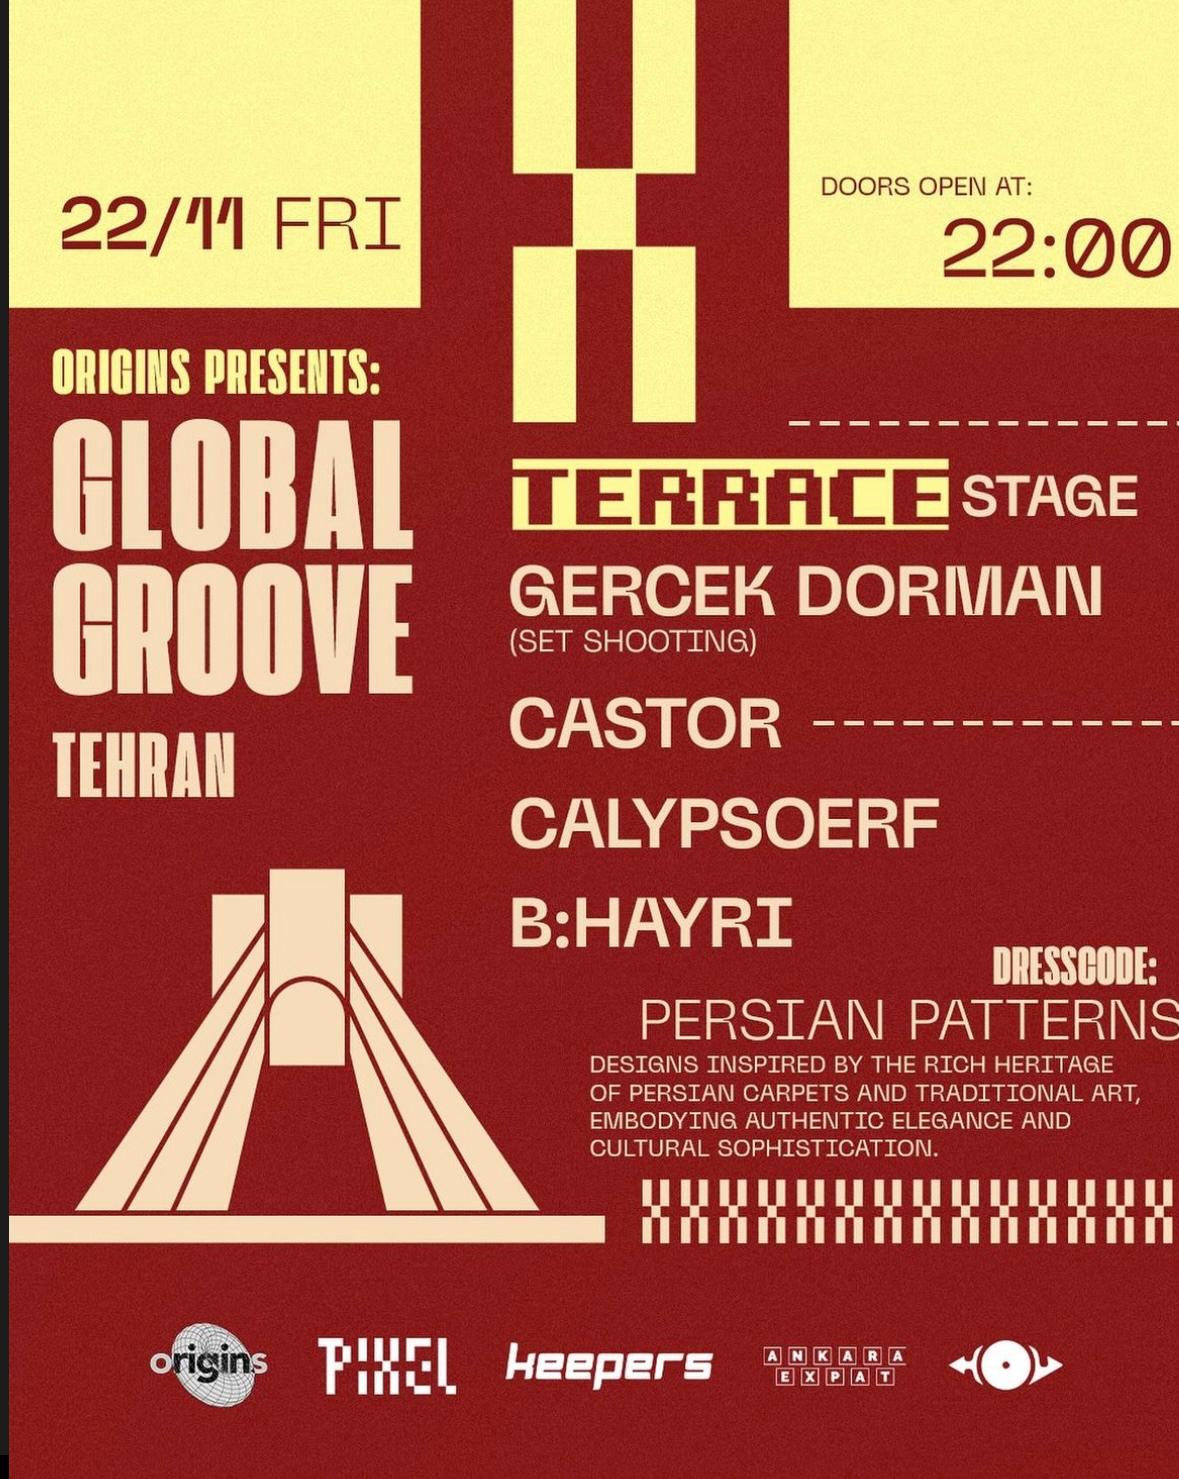 22/11 FRI
DOORS OPEN AT:
22:00
ORIGINS PRESENTS:
GLOBAL
GROOVE
TEHRAN
TERRACE STAGE
GERCEK DORMAN
(SET SHOOTING)
CASTOR
CALYPSOERF
B:HAYRI
DRESSCODE:
PERSIAN PATTERNS
DESIGNS INSPIRED BY THE RICH HERITAGE
OF PERSIAN CARPETS AND TRADITIONAL ART,
EMBODYING AUTHENTIC ELEGANCE AND
CULTURAL SOPHISTICATION.
origins
PIXEL
keepers
ANKARA
EXPAT